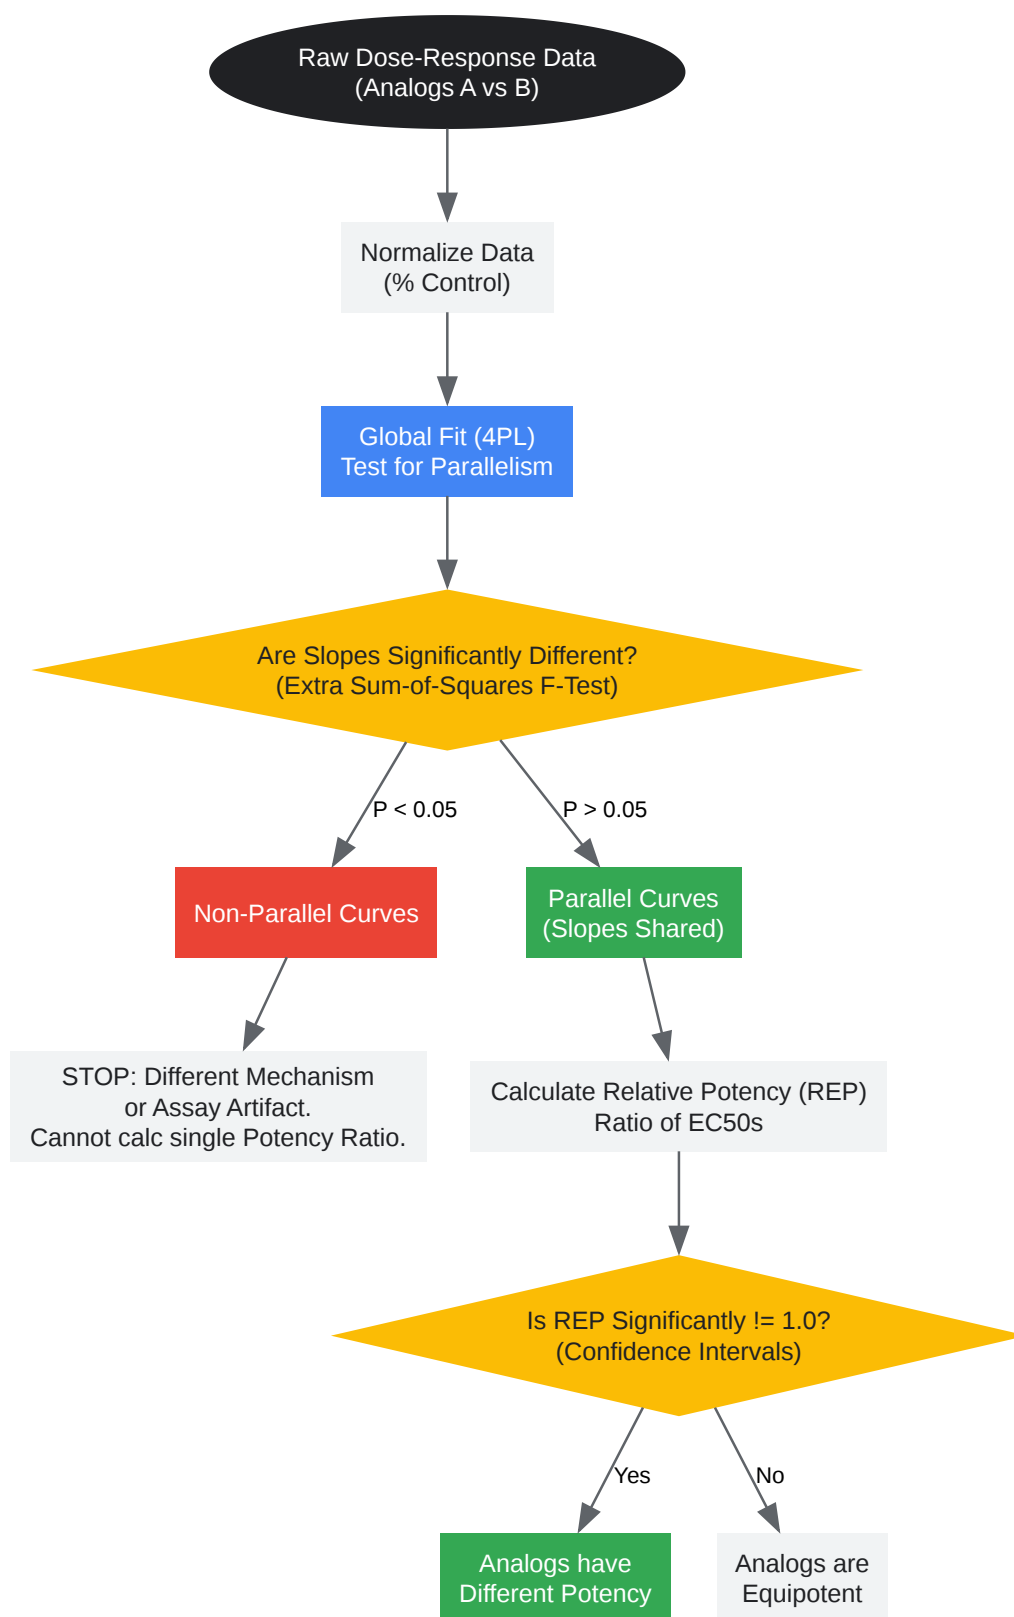 Raw Dose-Response Data
(Analogs A vs B)
Normalize Data
(% Control)
Global Fit (4PL)
Test for Parallelism
Are Slopes Significantly Different?
(Extra Sum-of-Squares F-Test)
P < 0.05
P > 0.05
Non-Parallel Curves
Parallel Curves
(Slopes Shared)
STOP: Different Mechanism
or Assay Artifact.
Cannot calc single Potency Ratio.
Calculate Relative Potency (REP)
Ratio of EC50s
Is REP Significantly != 1.0?
(Confidence Intervals)
Yes
No
Analogs have
Different Potency
Analogs are
Equipotent